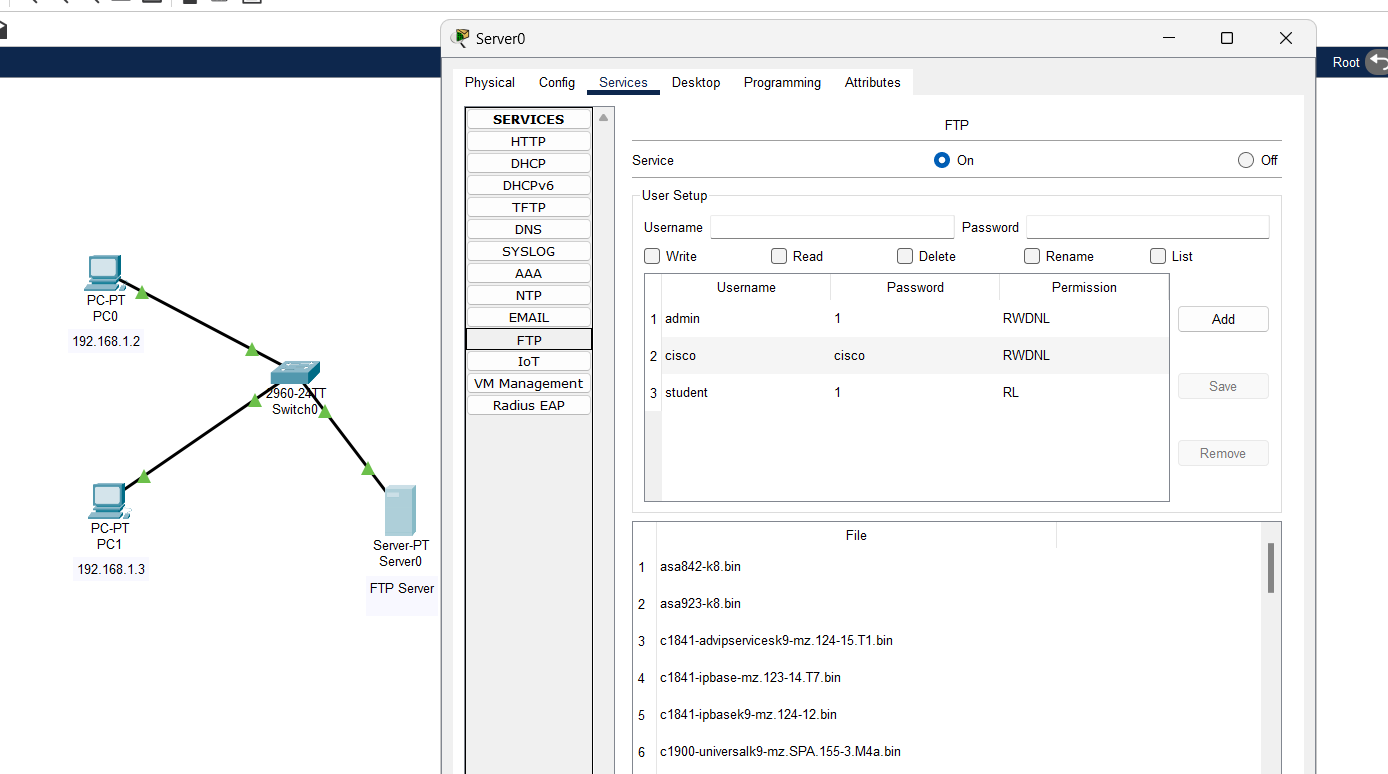 Server0
Root
Physical Config Services Desktop Programming Attributes
SERVICES
HTTP
DHCP
DHCPv6
TFTP
DNS
SYSLOG
AAA
NTP
EMAIL
FTP
IoT
VM Management
Radius EAP
FTP
Service On Off
User Setup
Username Password
Write Read Delete Rename List
Username Password Permission
1 admin 1 RWDNL
2 cisco cisco RWDNL
3 student 1 RL
Add
Save
Remove
File
1 asa842-k8.bin
2 asa923-k8.bin
3 c1841-advipservicesk9-mz.124-15.T1.bin
4 c1841-ipbase-mz.123-14.T7.bin
5 c1841-ipbasek9-mz.124-12.bin
6 c1900-universalk9-mz.SPA.155-3.M4a.bin
PC-PT
PC0
192.168.1.2
2960-24TT
Switch0
PC-PT
PC1
192.168.1.3
Server-PT
Server0
FTP Server